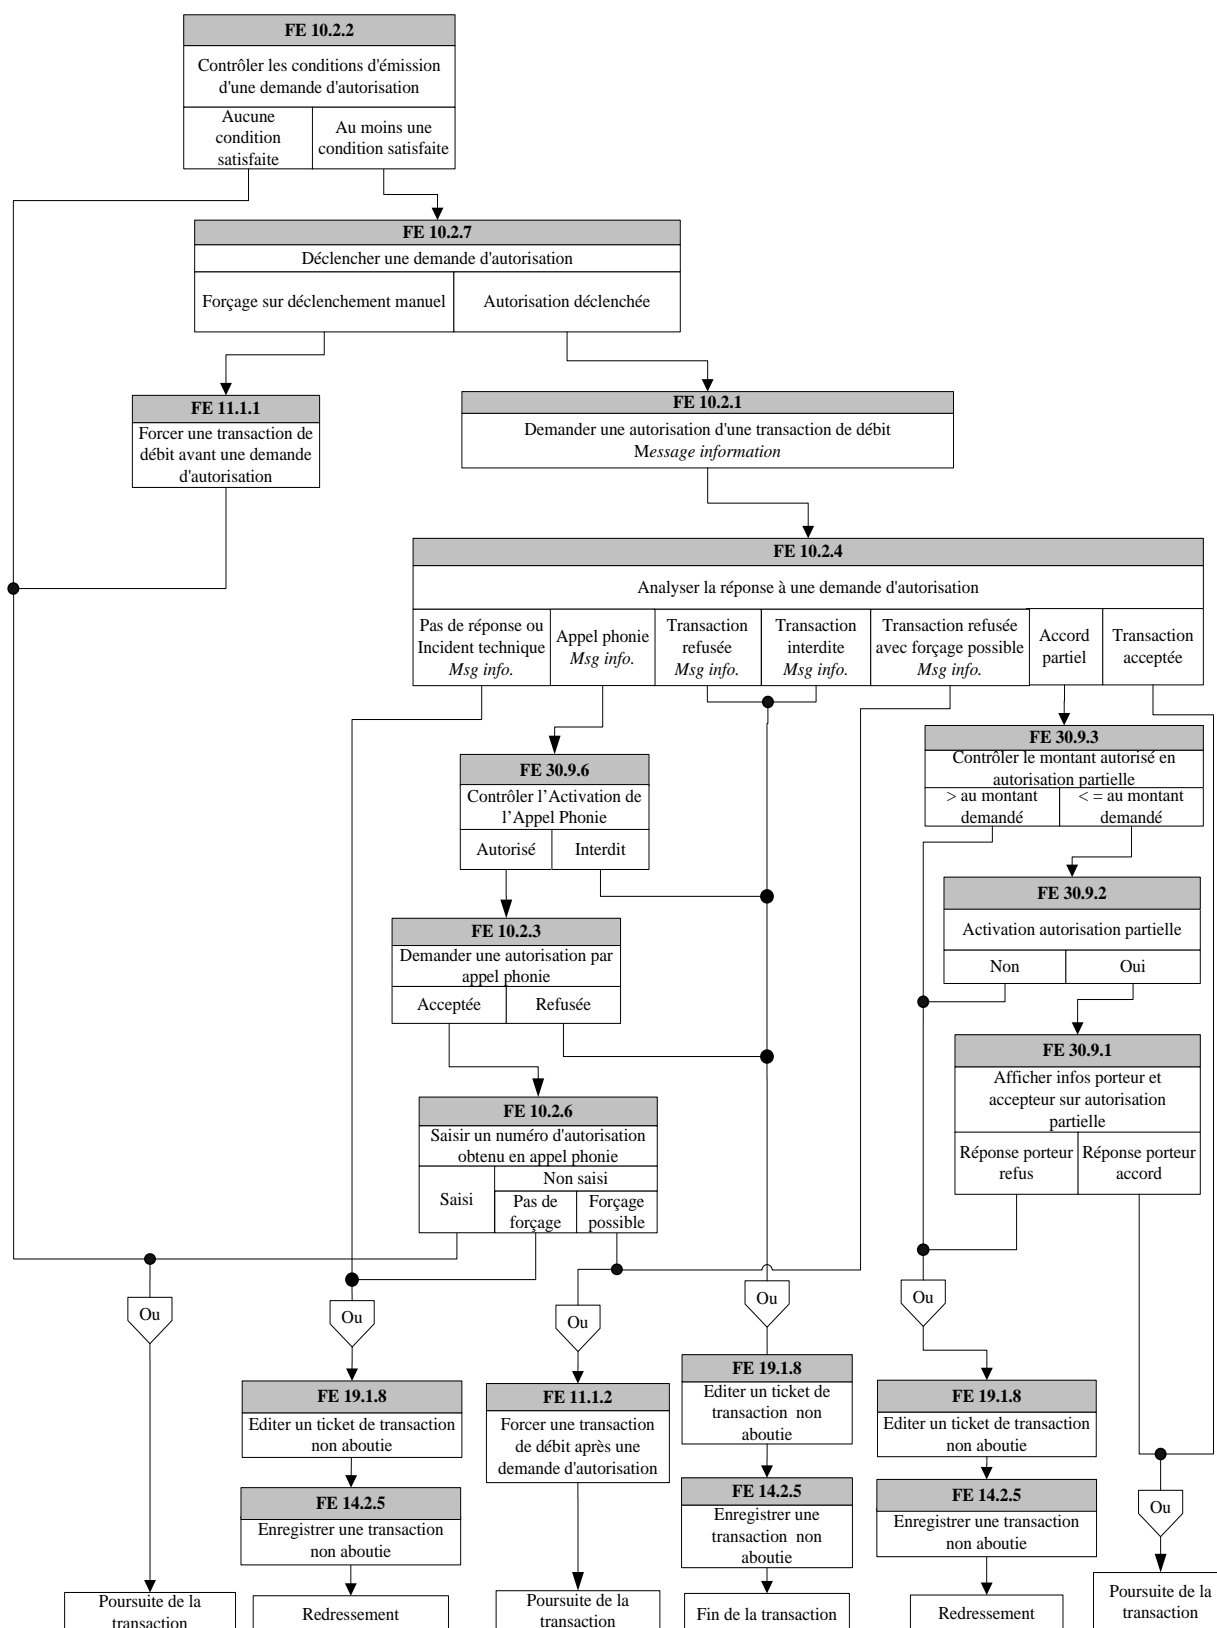 FE 10.2.2
Contrôler les conditions d'émission
d'une demande d'autorisation
Aucune
condition
satisfaite
Au moins une
condition satisfaite
FE 10.2.7
Déclencher une demande d'autorisation
Forçage sur déclenchement manuel
Autorisation déclenchée
FE 11.1.1
Forcer une transaction de
débit avant une demande
d'autorisation
FE 10.2.1
Demander une autorisation d'une transaction de débit
Message information
FE 10.2.4
Analyser la réponse à une demande d'autorisation
Pas de réponse ou
Incident technique
Msg info.
Appel phonie
Msg info.
Transaction
refusée
Msg info.
Transaction
interdite
Msg info.
Transaction refusée
avec forçage possible
Msg info.
Accord
partiel
Transaction
acceptée
FE 30.9.6
Contrôler l'Activation de
l'Appel Phonie
Autorisé
Interdit
FE 30.9.3
Contrôler le montant autorisé en
autorisation partielle
> au montant
demandé
< = au montant
demandé
FE 30.9.2
Activation autorisation partielle
Non
Oui
FE 10.2.3
Demander une autorisation par
appel phonie
Acceptée
Refusée
FE 30.9.1
Afficher infos porteur et
accepteur sur autorisation
partielle
Réponse porteur
refus
Réponse porteur
accord
FE 10.2.6
Saisir un numéro d'autorisation
obtenu en appel phonie
Saisi
Non saisi
Pas de
forçage
Forçage
possible
Ou
Ou
Ou
Ou
Ou
FE 19.1.8
Editer un ticket de transaction
non aboutie
FE 11.1.2
Forcer une transaction
de débit après une
demande d'autorisation
FE 19.1.8
Editer un ticket de
transaction non
aboutie
FE 19.1.8
Editer un ticket de transaction
non aboutie
FE 14.2.5
Enregistrer une transaction
non aboutie
FE 14.2.5
Enregistrer une
transaction non
aboutie
FE 14.2.5
Enregistrer une transaction
non aboutie
Ou
Poursuite de la
transaction
Redressement
Poursuite de la
transaction
Fin de la transaction
Redressement
Poursuite de la
transaction